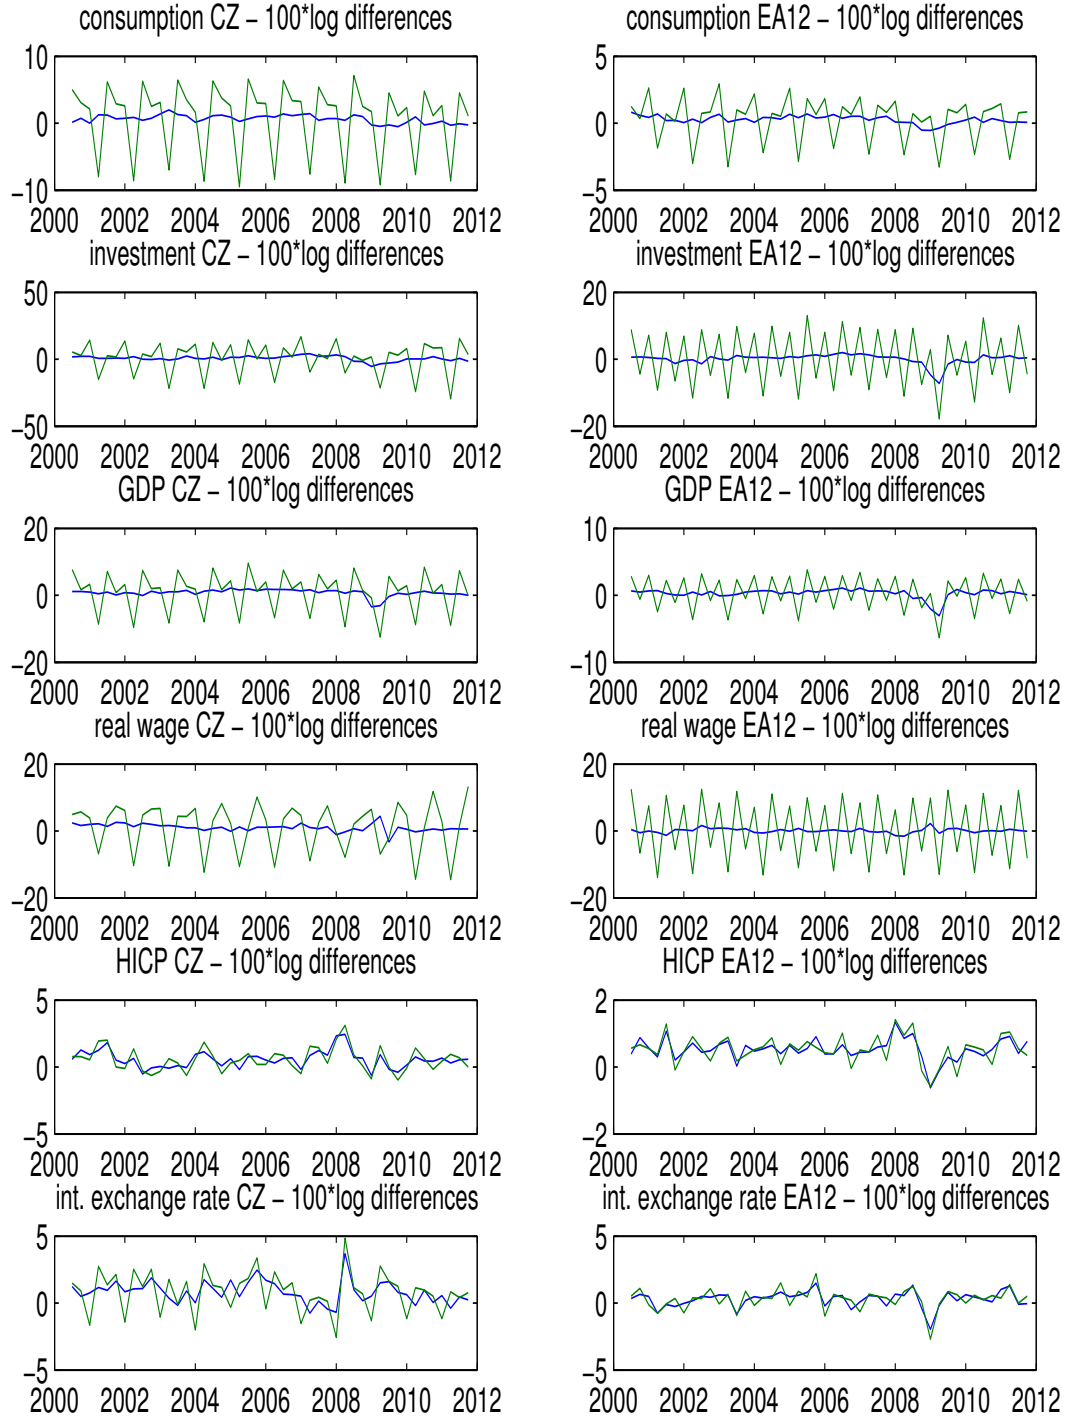 consumption CZ − 100*log differences
10
0
−10
2000 2002 2004 2006 2008 2010 2012
consumption EA12 − 100*log differences
5
0
−5
2000 2002 2004 2006 2008 2010 2012
investment CZ − 100*log differences
50
0
−50
2000 2002 2004 2006 2008 2010 2012
investment EA12 − 100*log differences
20
0
−20
2000 2002 2004 2006 2008 2010 2012
GDP CZ − 100*log differences
20
0
−20
2000 2002 2004 2006 2008 2010 2012
GDP EA12 − 100*log differences
10
0
−10
2000 2002 2004 2006 2008 2010 2012
real wage CZ − 100*log differences
20
0
−20
2000 2002 2004 2006 2008 2010 2012
real wage EA12 − 100*log differences
20
0
−20
2000 2002 2004 2006 2008 2010 2012
HICP CZ − 100*log differences
5
0
−5
2000 2002 2004 2006 2008 2010 2012
HICP EA12 − 100*log differences
2
0
−2
2000 2002 2004 2006 2008 2010 2012
int. exchange rate CZ − 100*log differences
5
0
−5
2000 2002 2004 2006 2008 2010 2012
int. exchange rate EA12 − 100*log differences
5
0
−5
2000 2002 2004 2006 2008 2010 2012